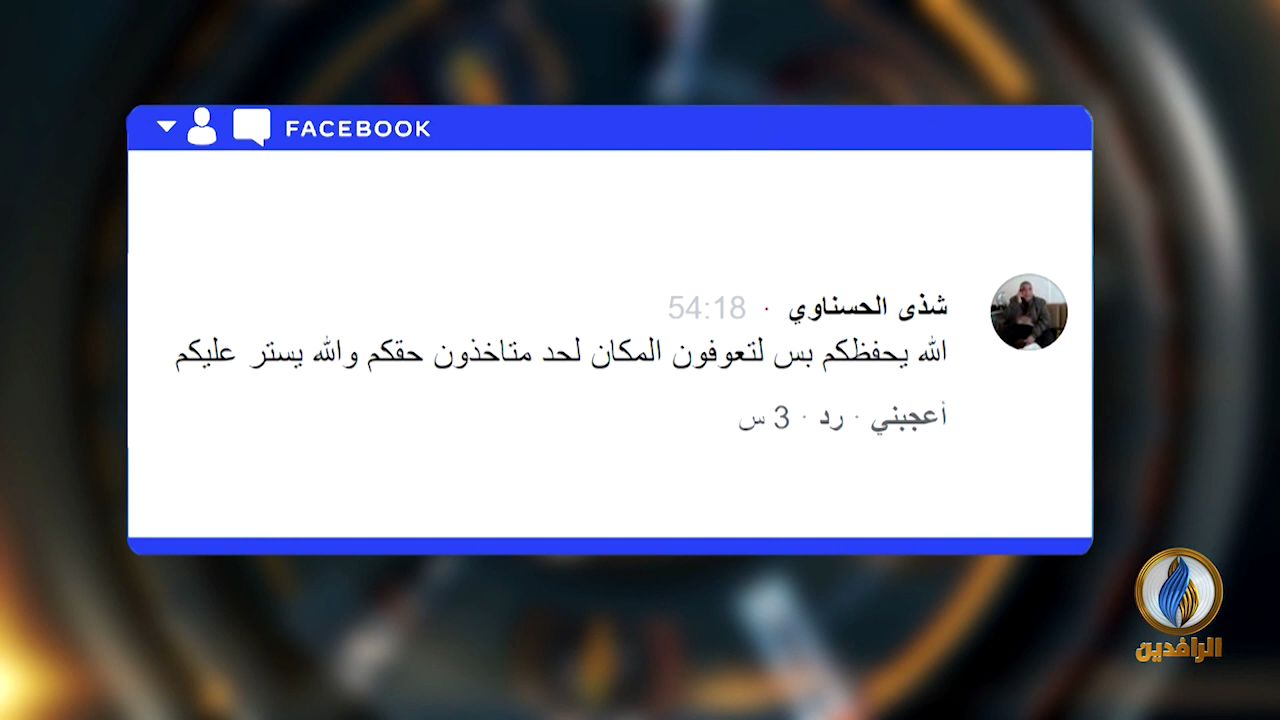 FACEBOOK
شذى الحسناوي · 54:18
الله يحفظكم بس لتعوفون المكان لحد متاخذون حقكم والله يستر عليكم
أعجبني · رد · 3 س
الرافدين